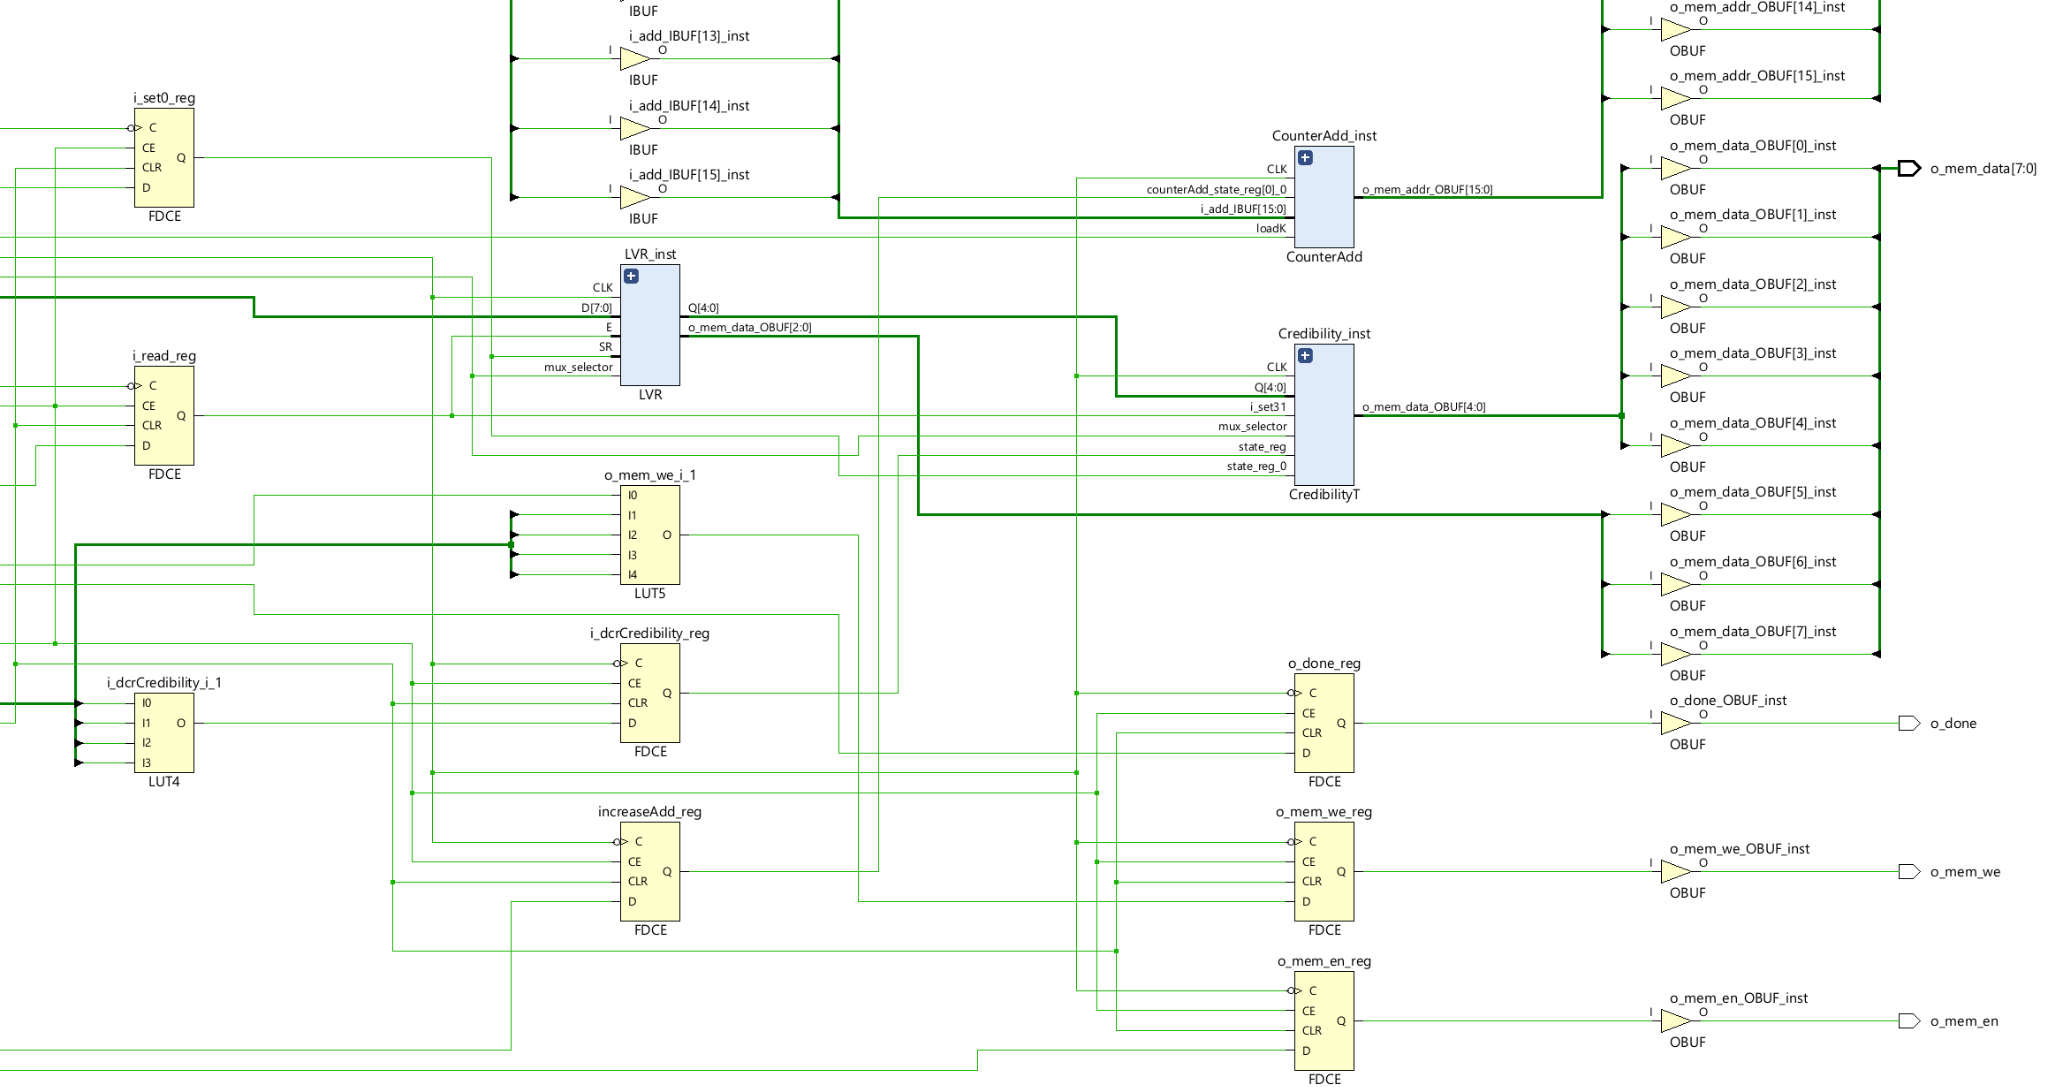 IBUF
i_add_IBUF[13]_inst
I
O
IBUF
i_add_IBUF[14]_inst
I
O
IBUF
i_add_IBUF[15]_inst
I
O
IBUF
i_set0_reg
C
CE
CLR
D
Q
FDCE
LVR_inst
CLK
D[7:0]
E
SR
mux_selector
Q[4:0]
o_mem_data_OBUF[2:0]
LVR
i_read_reg
C
CE
CLR
D
Q
FDCE
o_mem_we_i_1
I0
I1
I2
I3
I4
O
LUT5
i_dcrCredibility_reg
C
CE
CLR
D
Q
FDCE
i_dcrCredibility_i_1
I0
I1
I2
I3
O
LUT4
increaseAdd_reg
C
CE
CLR
D
Q
FDCE
CounterAdd_inst
CLK
counterAdd_state_reg[0]_0
i_add_IBUF[15:0]
loadK
o_mem_addr_OBUF[15:0]
CounterAdd
Credibility_inst
CLK
Q[4:0]
i_set31
mux_selector
state_reg
state_reg_0
o_mem_data_OBUF[4:0]
CredibilityT
o_done_reg
C
CE
CLR
D
Q
FDCE
o_mem_we_reg
C
CE
CLR
D
Q
FDCE
o_mem_en_reg
C
CE
CLR
D
Q
FDCE
o_mem_addr_OBUF[14]_inst
I
O
OBUF
o_mem_addr_OBUF[15]_inst
I
O
OBUF
o_mem_data_OBUF[0]_inst
I
O
OBUF
o_mem_data[7:0]
o_mem_data_OBUF[1]_inst
I
O
OBUF
o_mem_data_OBUF[2]_inst
I
O
OBUF
o_mem_data_OBUF[3]_inst
I
O
OBUF
o_mem_data_OBUF[4]_inst
I
O
OBUF
o_mem_data_OBUF[5]_inst
I
O
OBUF
o_mem_data_OBUF[6]_inst
I
O
OBUF
o_mem_data_OBUF[7]_inst
I
O
OBUF
o_done_OBUF_inst
I
O
OBUF
o_done
o_mem_we_OBUF_inst
I
O
OBUF
o_mem_we
o_mem_en_OBUF_inst
I
O
OBUF
o_mem_en